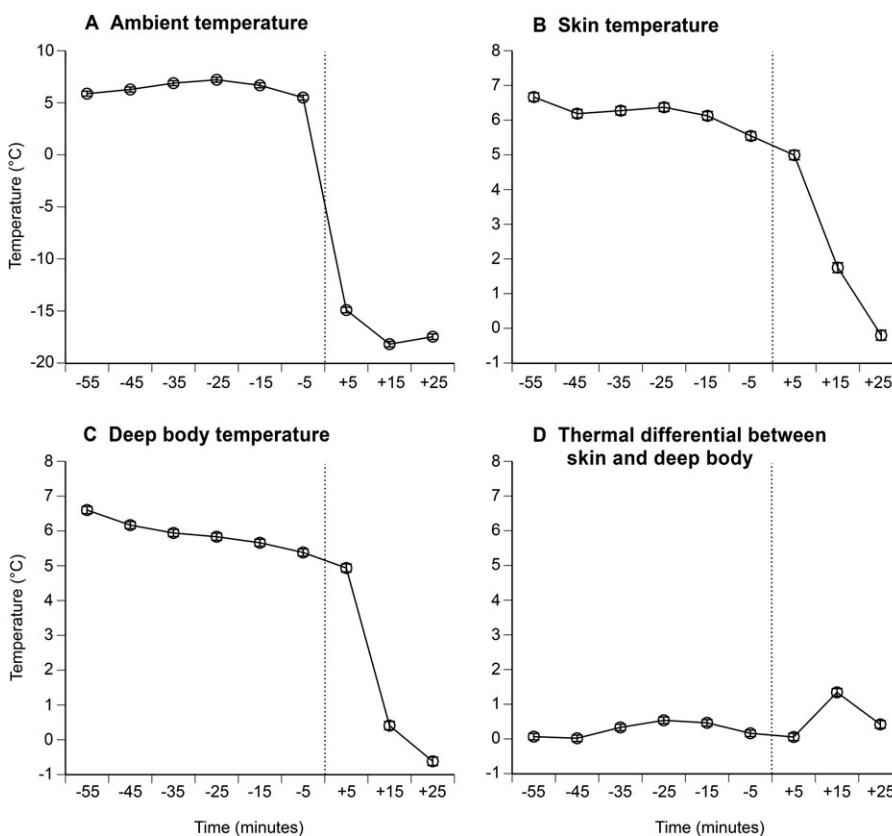 A Ambient temperature
Temperature (°C)
10
5
0
-5
-10
-15
-20
-55 -45 -35 -25 -15 -5 +5 +15 +25
B Skin temperature
8
7
6
5
4
3
2
1
0
-1
-55 -45 -35 -25 -15 -5 +5 +15 +25
C Deep body temperature
Temperature (°C)
8
7
6
5
4
3
2
1
0
-1
-55 -45 -35 -25 -15 -5 +5 +15 +25
Time (minutes)
D Thermal differential between
skin and deep body
8
7
6
5
4
3
2
1
0
-1
-55 -45 -35 -25 -15 -5 +5 +15 +25
Time (minutes)